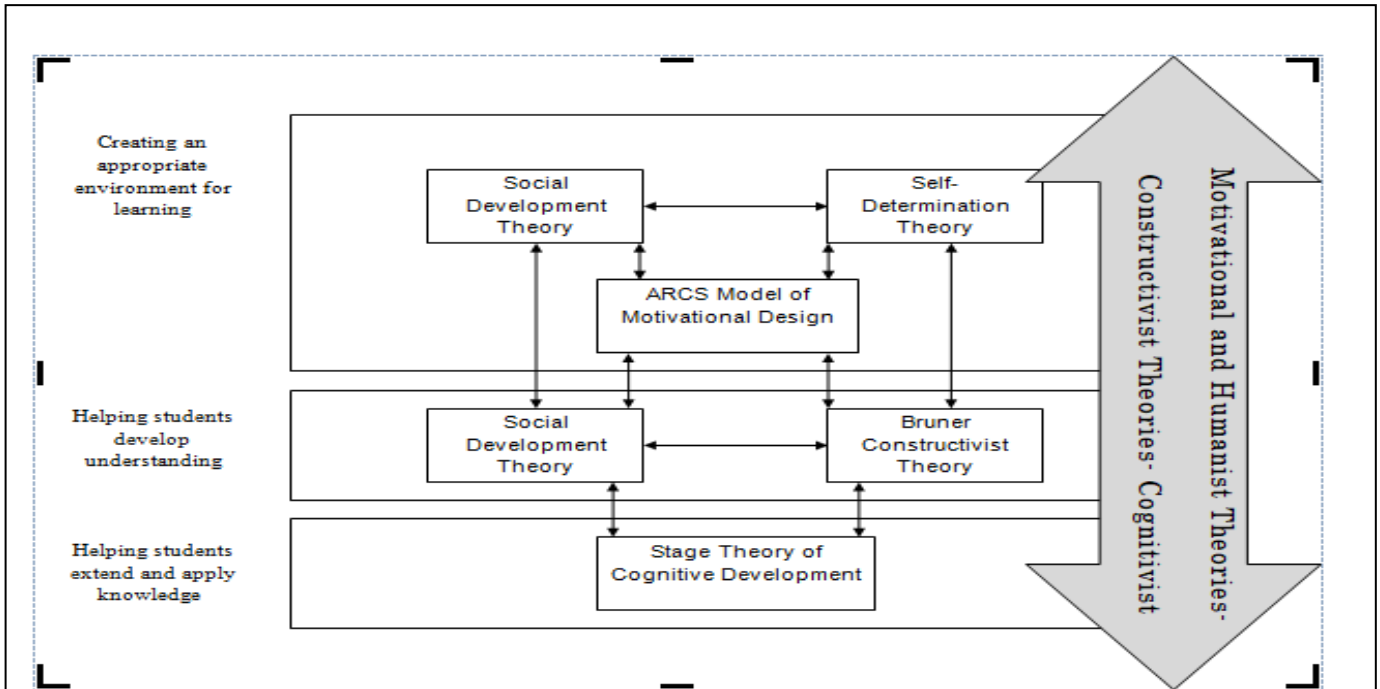 Creating an
appropriate
environment for
learning
Social
Development
Theory
Self-
Determination
Theory
ARCS Model of
Motivational Design
Helping students
develop
understanding
Social
Development
Theory
Bruner
Constructivist
Theory
Helping students
extend and apply
knowledge
Stage Theory of
Cognitive Development
Motivational and Humanist Theories-
Constructivist Theories- Cognitivist